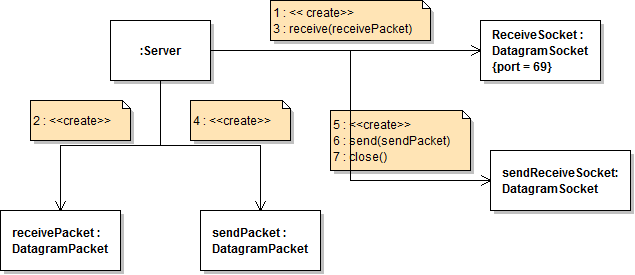 1 : << create>>
3 : receive(receivePacket)
:Server
ReceiveSocket :
DatagramSocket
{port = 69}
2 : <<create>>
4 : <<create>>
5 : <<create>>
6 : send(sendPacket)
7 : close()
sendReceiveSocket:
DatagramSocket
receivePacket :
DatagramPacket
sendPacket :
DatagramPacket